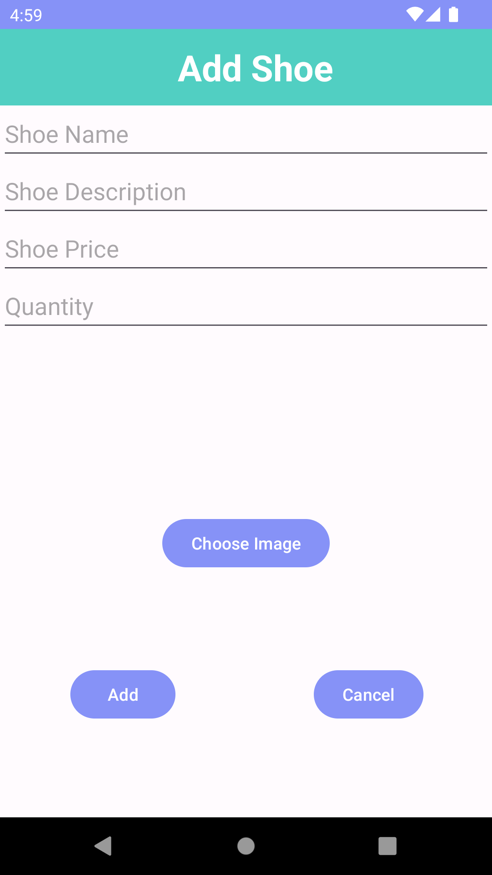 4:59
Add Shoe
Shoe Name
Shoe Description
Shoe Price
Quantity
Choose Image
Add
Cancel